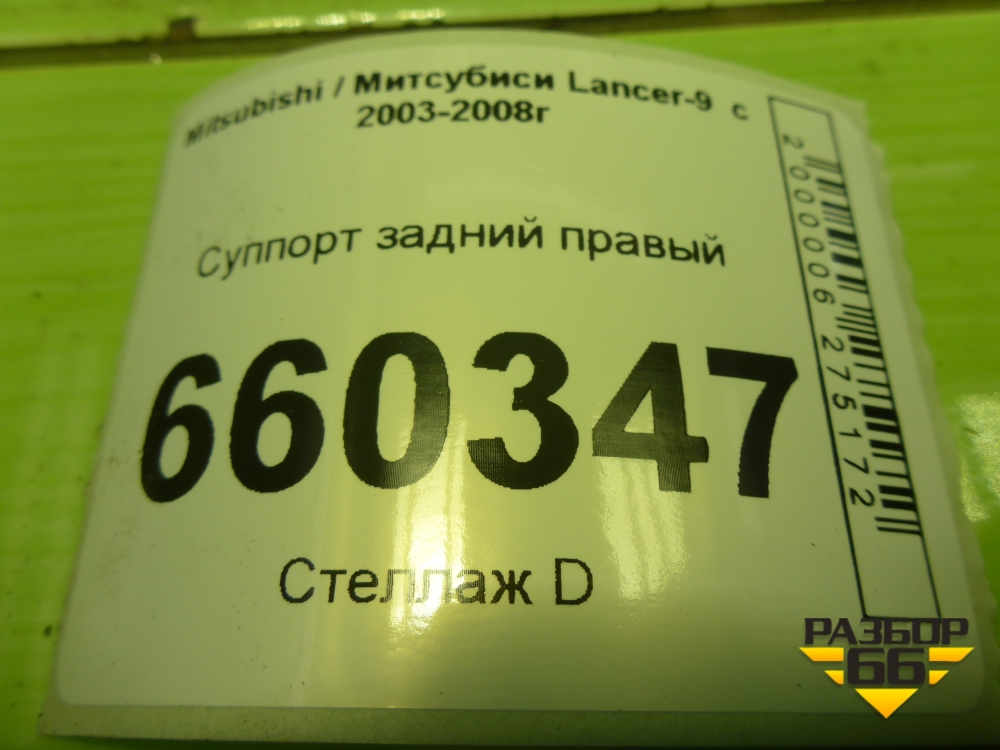 Mitsubishi / Митсубиси Lancer-9 с
2003-2008г
Суппорт задний правый
660347
Стеллаж D
2000006275172
РАЗБОР
66